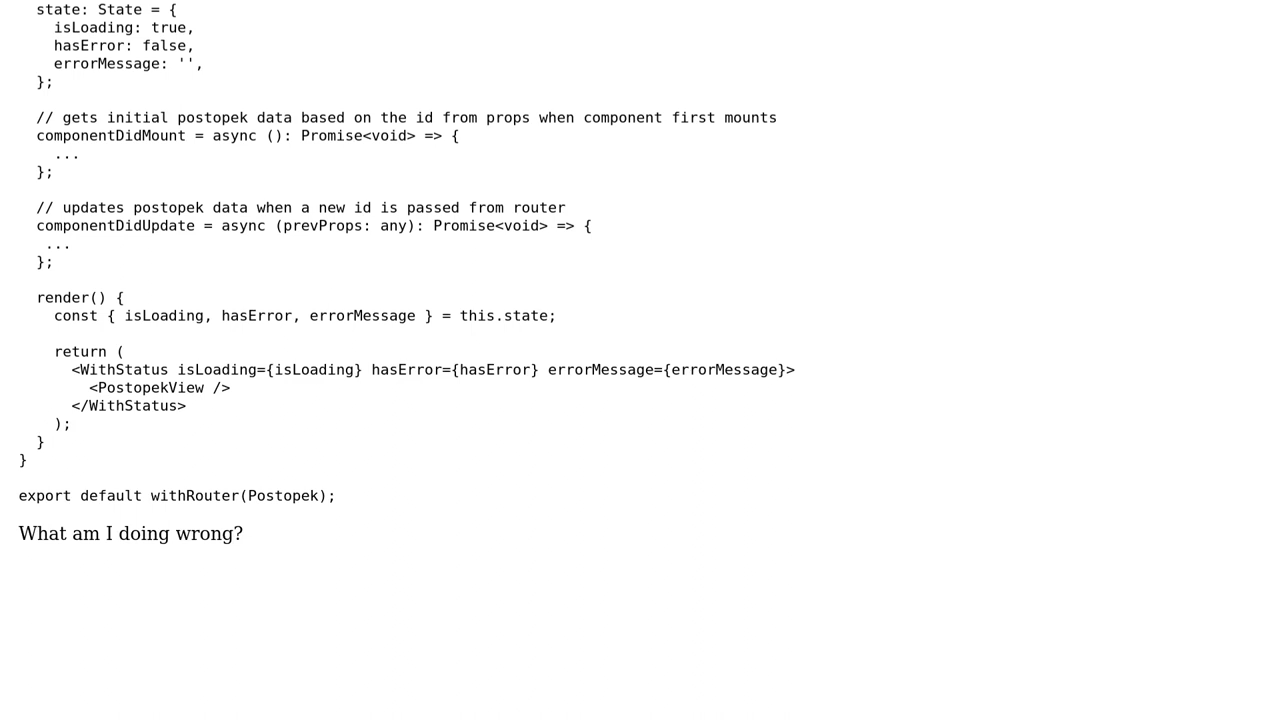 state: State = {
isLoading: true,
hasError: false,
errorMessage: '',
};
// gets initial postopek data based on the id from props when component first mounts
componentDidMount = async (): Promise<void> => {
...
};
// updates postopek data when a new id is passed from router
componentDidUpdate = async (prevProps: any): Promise<void> => {
...
};
render() {
const { isLoading, hasError, errorMessage } = this.state;
return (
<WithStatus isLoading={isLoading} hasError={hasError} errorMessage={errorMessage}>
<PostopekView />
</WithStatus>
);
}
}
export default withRouter(Postopek);
What am I doing wrong?